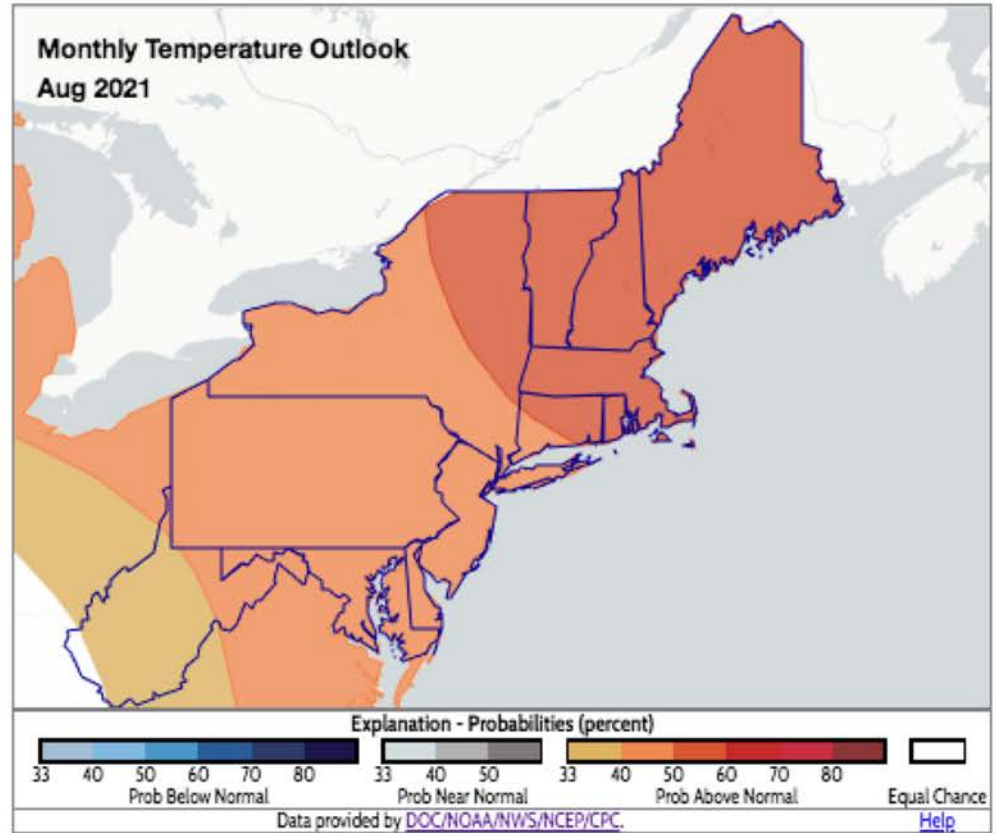 Monthly Temperature Outlook
Aug 2021
Explanation - Probabilities (percent)
33 40 50 60 70 80
Prob Below Normal
33 40 50
Prob Near Normal
33 40 50 60 70 80
Prob Above Normal
Equal Chance
Data provided by DOC/NOAA/NWS/NCEP/CPC.
Help